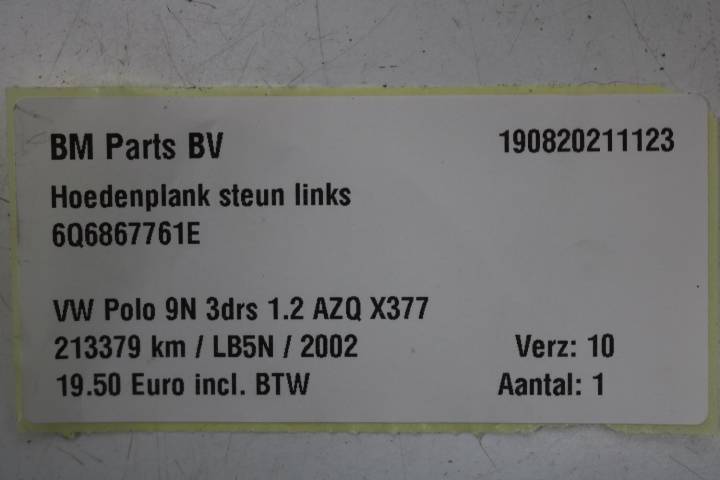 BM Parts BV 190820211123
Hoedenplank steun links
6Q6867761E
VW Polo 9N 3drs 1.2 AZQ X377
213379 km / LB5N / 2002 Verz: 10
19.50 Euro incl. BTW Aantal: 1